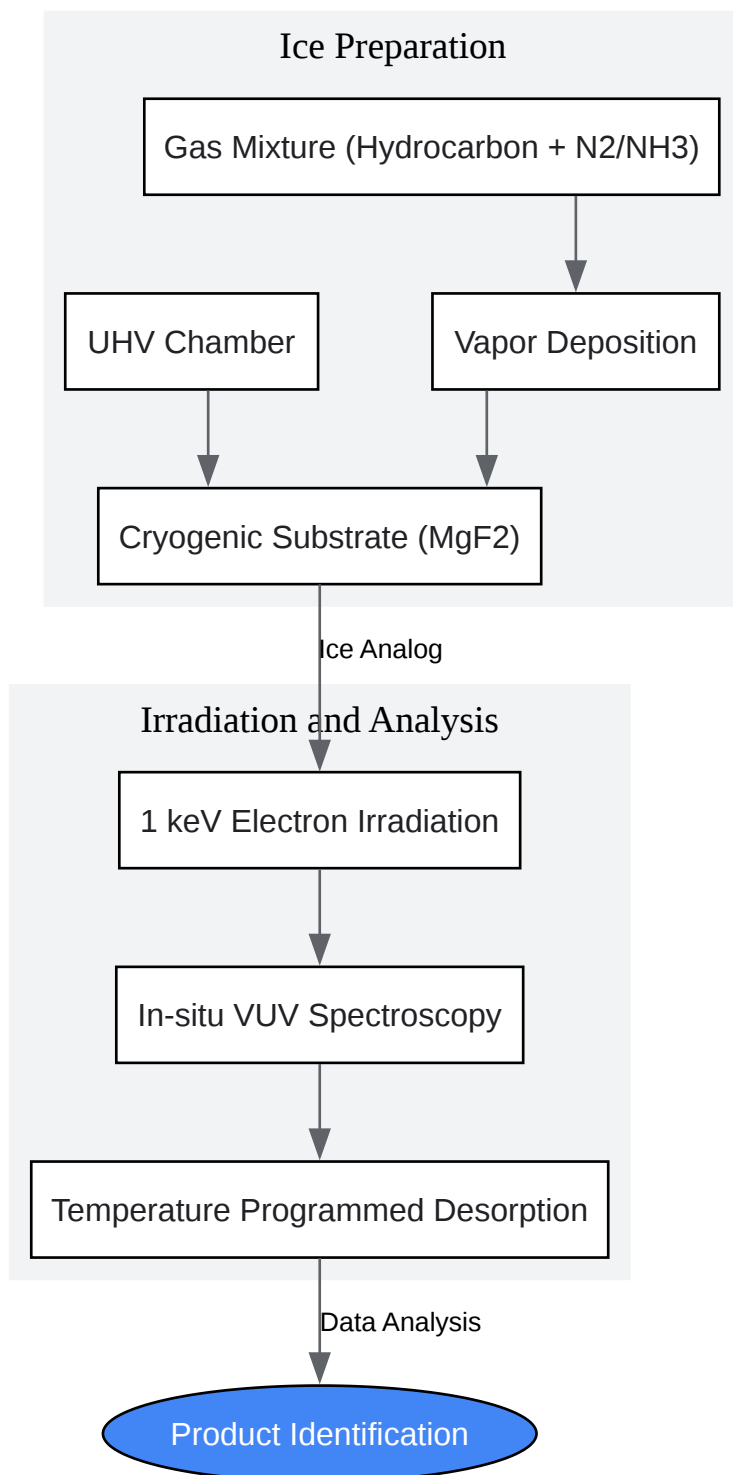 Ice Preparation
Gas Mixture (Hydrocarbon + N2/NH3)
UHV Chamber
Vapor Deposition
Cryogenic Substrate (MgF2)
Ice Analog
Irradiation and Analysis
1 keV Electron Irradiation
In-situ VUV Spectroscopy
Temperature Programmed Desorption
Data Analysis
Product Identification